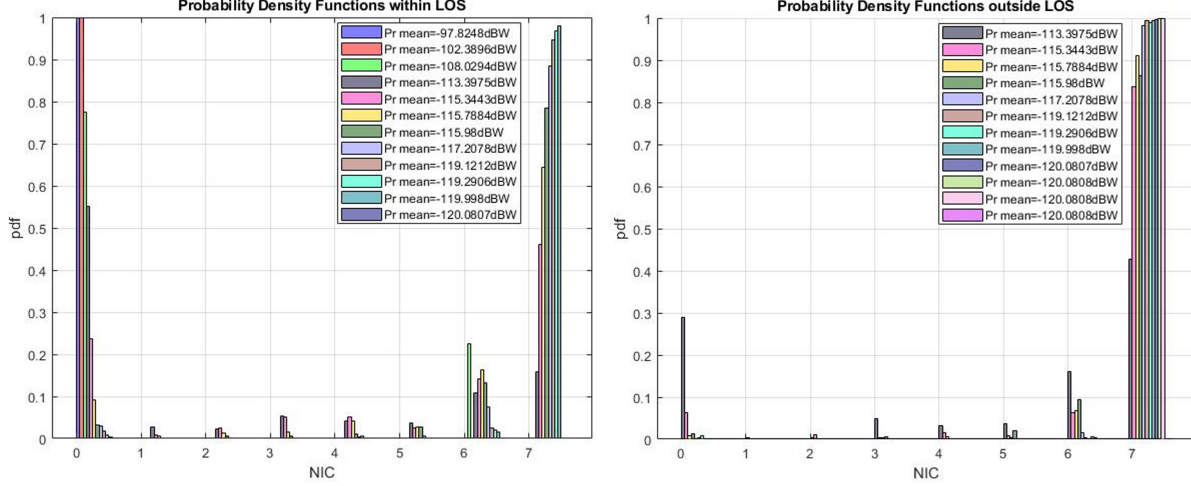 Probability Density Functions within LOS
1
0.9
0.8
0.7
0.6
0.5
0.4
0.3
0.2
0.1
0
pdf
Pr mean=-97.8248dBW
Pr mean=-102.3896dBW
Pr mean=-108.0294dBW
Pr mean=-113.3975dBW
Pr mean=-115.3443dBW
Pr mean=-115.7884dBW
Pr mean=-115.98dBW
Pr mean=-117.2078dBW
Pr mean=-119.1212dBW
Pr mean=-119.2906dBW
Pr mean=-119.998dBW
Pr mean=-120.0807dBW
0 1 2 3 4 5 6 7
NIC
Probability Density Functions outside LOS
1
0.9
0.8
0.7
0.6
0.5
0.4
0.3
0.2
0.1
0
pdf
Pr mean=-113.3975dBW
Pr mean=-115.3443dBW
Pr mean=-115.7884dBW
Pr mean=-115.98dBW
Pr mean=-117.2078dBW
Pr mean=-119.1212dBW
Pr mean=-119.2906dBW
Pr mean=-119.998dBW
Pr mean=-120.0807dBW
Pr mean=-120.0808dBW
Pr mean=-120.0808dBW
Pr mean=-120.0808dBW
0 1 2 3 4 5 6 7
NIC